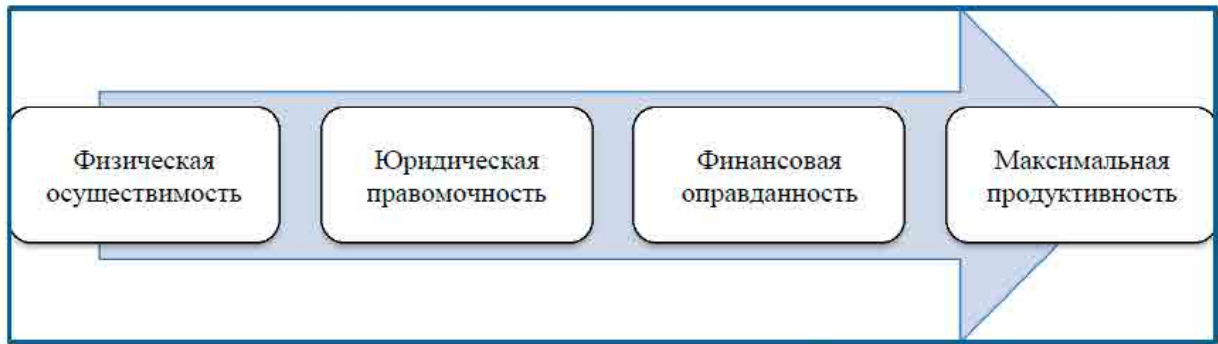 Физическая
осуществимость
Юридическая
правомочность
Финансовая
оправданность
Максимальная
продуктивность